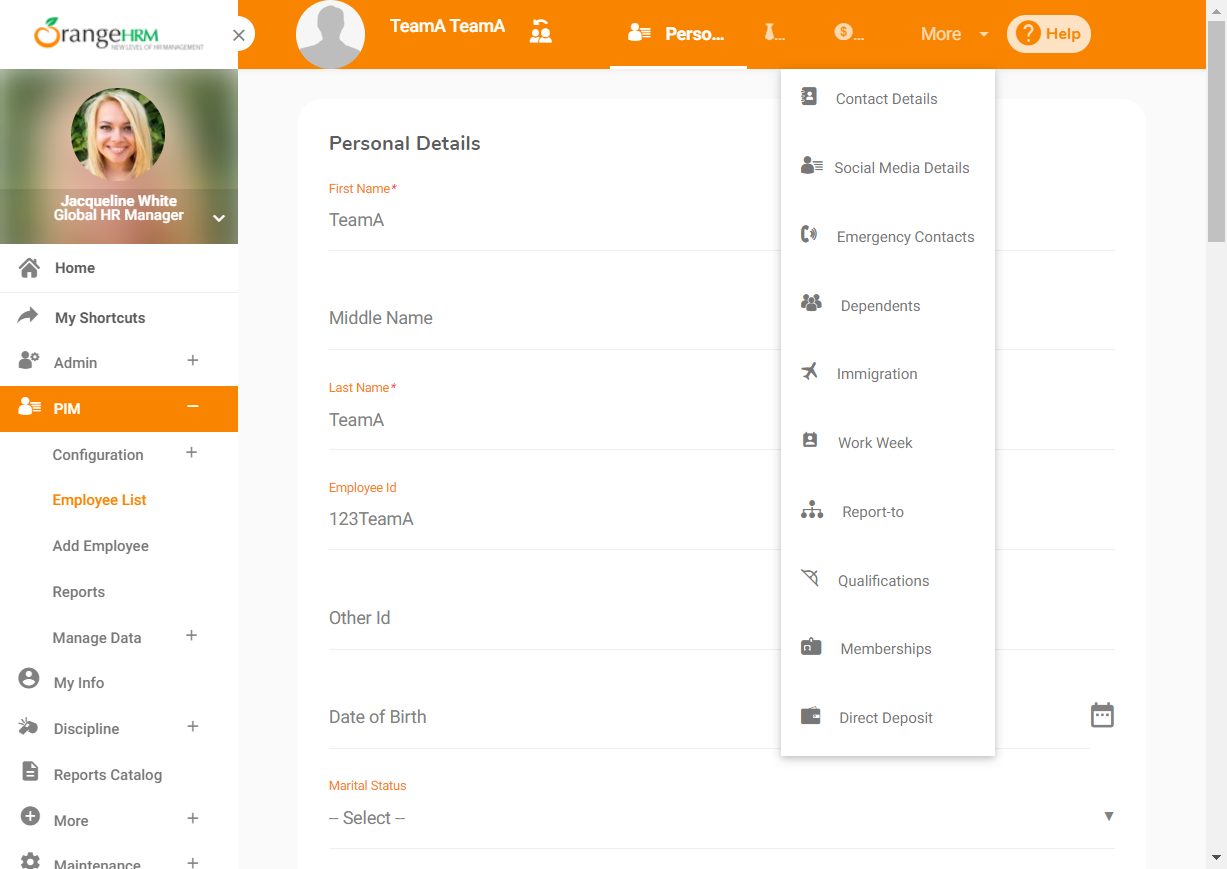 OrangeHRM
NEW LEVEL OF HR MANAGEMENT
TeamA TeamA
Perso...
...
$...
More
? Help
Jacqueline White
Global HR Manager
Home
My Shortcuts
Admin
PIM
Configuration
Employee List
Add Employee
Reports
Manage Data
My Info
Discipline
Reports Catalog
More
Maintenance
Personal Details
First Name*
TeamA
Middle Name
Last Name*
TeamA
Employee Id
123TeamA
Other Id
Date of Birth
Marital Status
-- Select --
Contact Details
Social Media Details
Emergency Contacts
Dependents
Immigration
Work Week
Report-to
Qualifications
Memberships
Direct Deposit